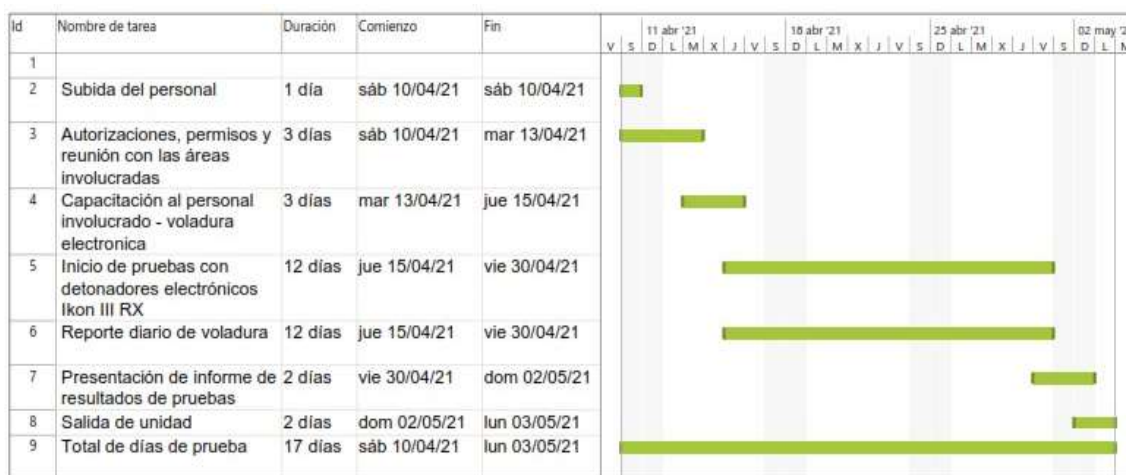 Id Nombre de tarea Duración Comienzo Fin
11 abr '21 18 abr '21 25 abr '21 02 may '2
V S D L M X J V S D L M X J V S D L M X J V S D L M
1
2 Subida del personal 1 día sáb 10/04/21 sáb 10/04/21
3 Autorizaciones, permisos y 3 días sáb 10/04/21 mar 13/04/21
reunión con las áreas
involucradas
4 Capacitación al personal 3 días mar 13/04/21 jue 15/04/21
involucrado - voladura
electronica
5 Inicio de pruebas con 12 días jue 15/04/21 vie 30/04/21
detonadores electrónicos
Ikon III RX
6 Reporte diario de voladura 12 días jue 15/04/21 vie 30/04/21
7 Presentación de informe de 2 días vie 30/04/21 dom 02/05/21
resultados de pruebas
8 Salida de unidad 2 días dom 02/05/21 lun 03/05/21
9 Total de días de prueba 17 días sáb 10/04/21 lun 03/05/21